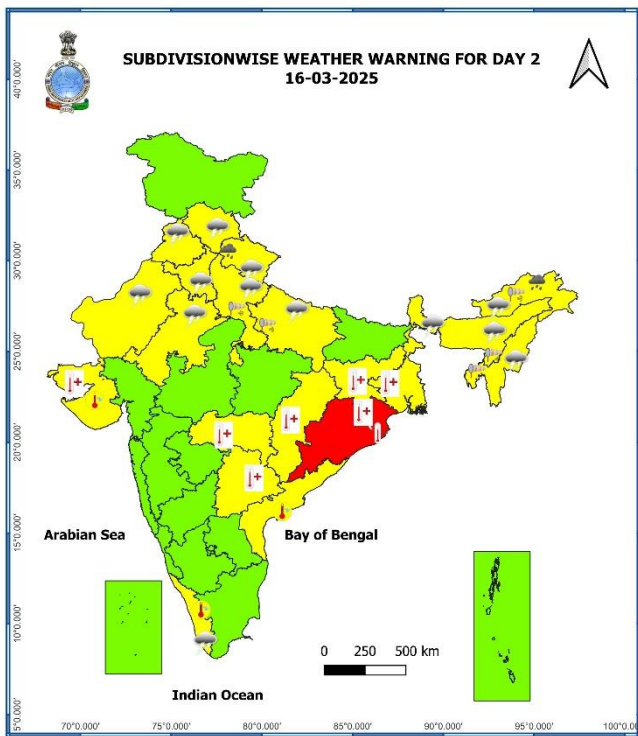 SUBDIVISIONWISE WEATHER WARNING FOR DAY 2
16-03-2025
40°0.000'
35°0.000'
30°0.000'
25°0.000'
20°0.000'
15°0.000'
10°0.000'
5°0.000'
Arabian Sea
Bay of Bengal
0 250 500 km
Indian Ocean
70°0.000' 75°0.000' 80°0.000' 85°0.000' 90°0.000' 95°0.000' 100°0.000'